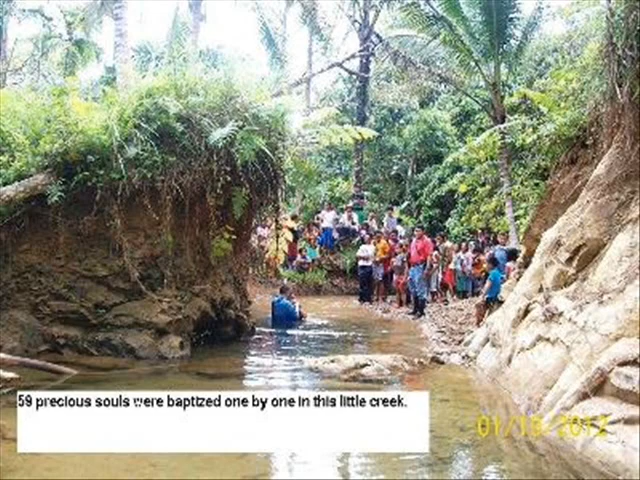 59 precious souls were baptized one by one in this little creek.
01/13/2012